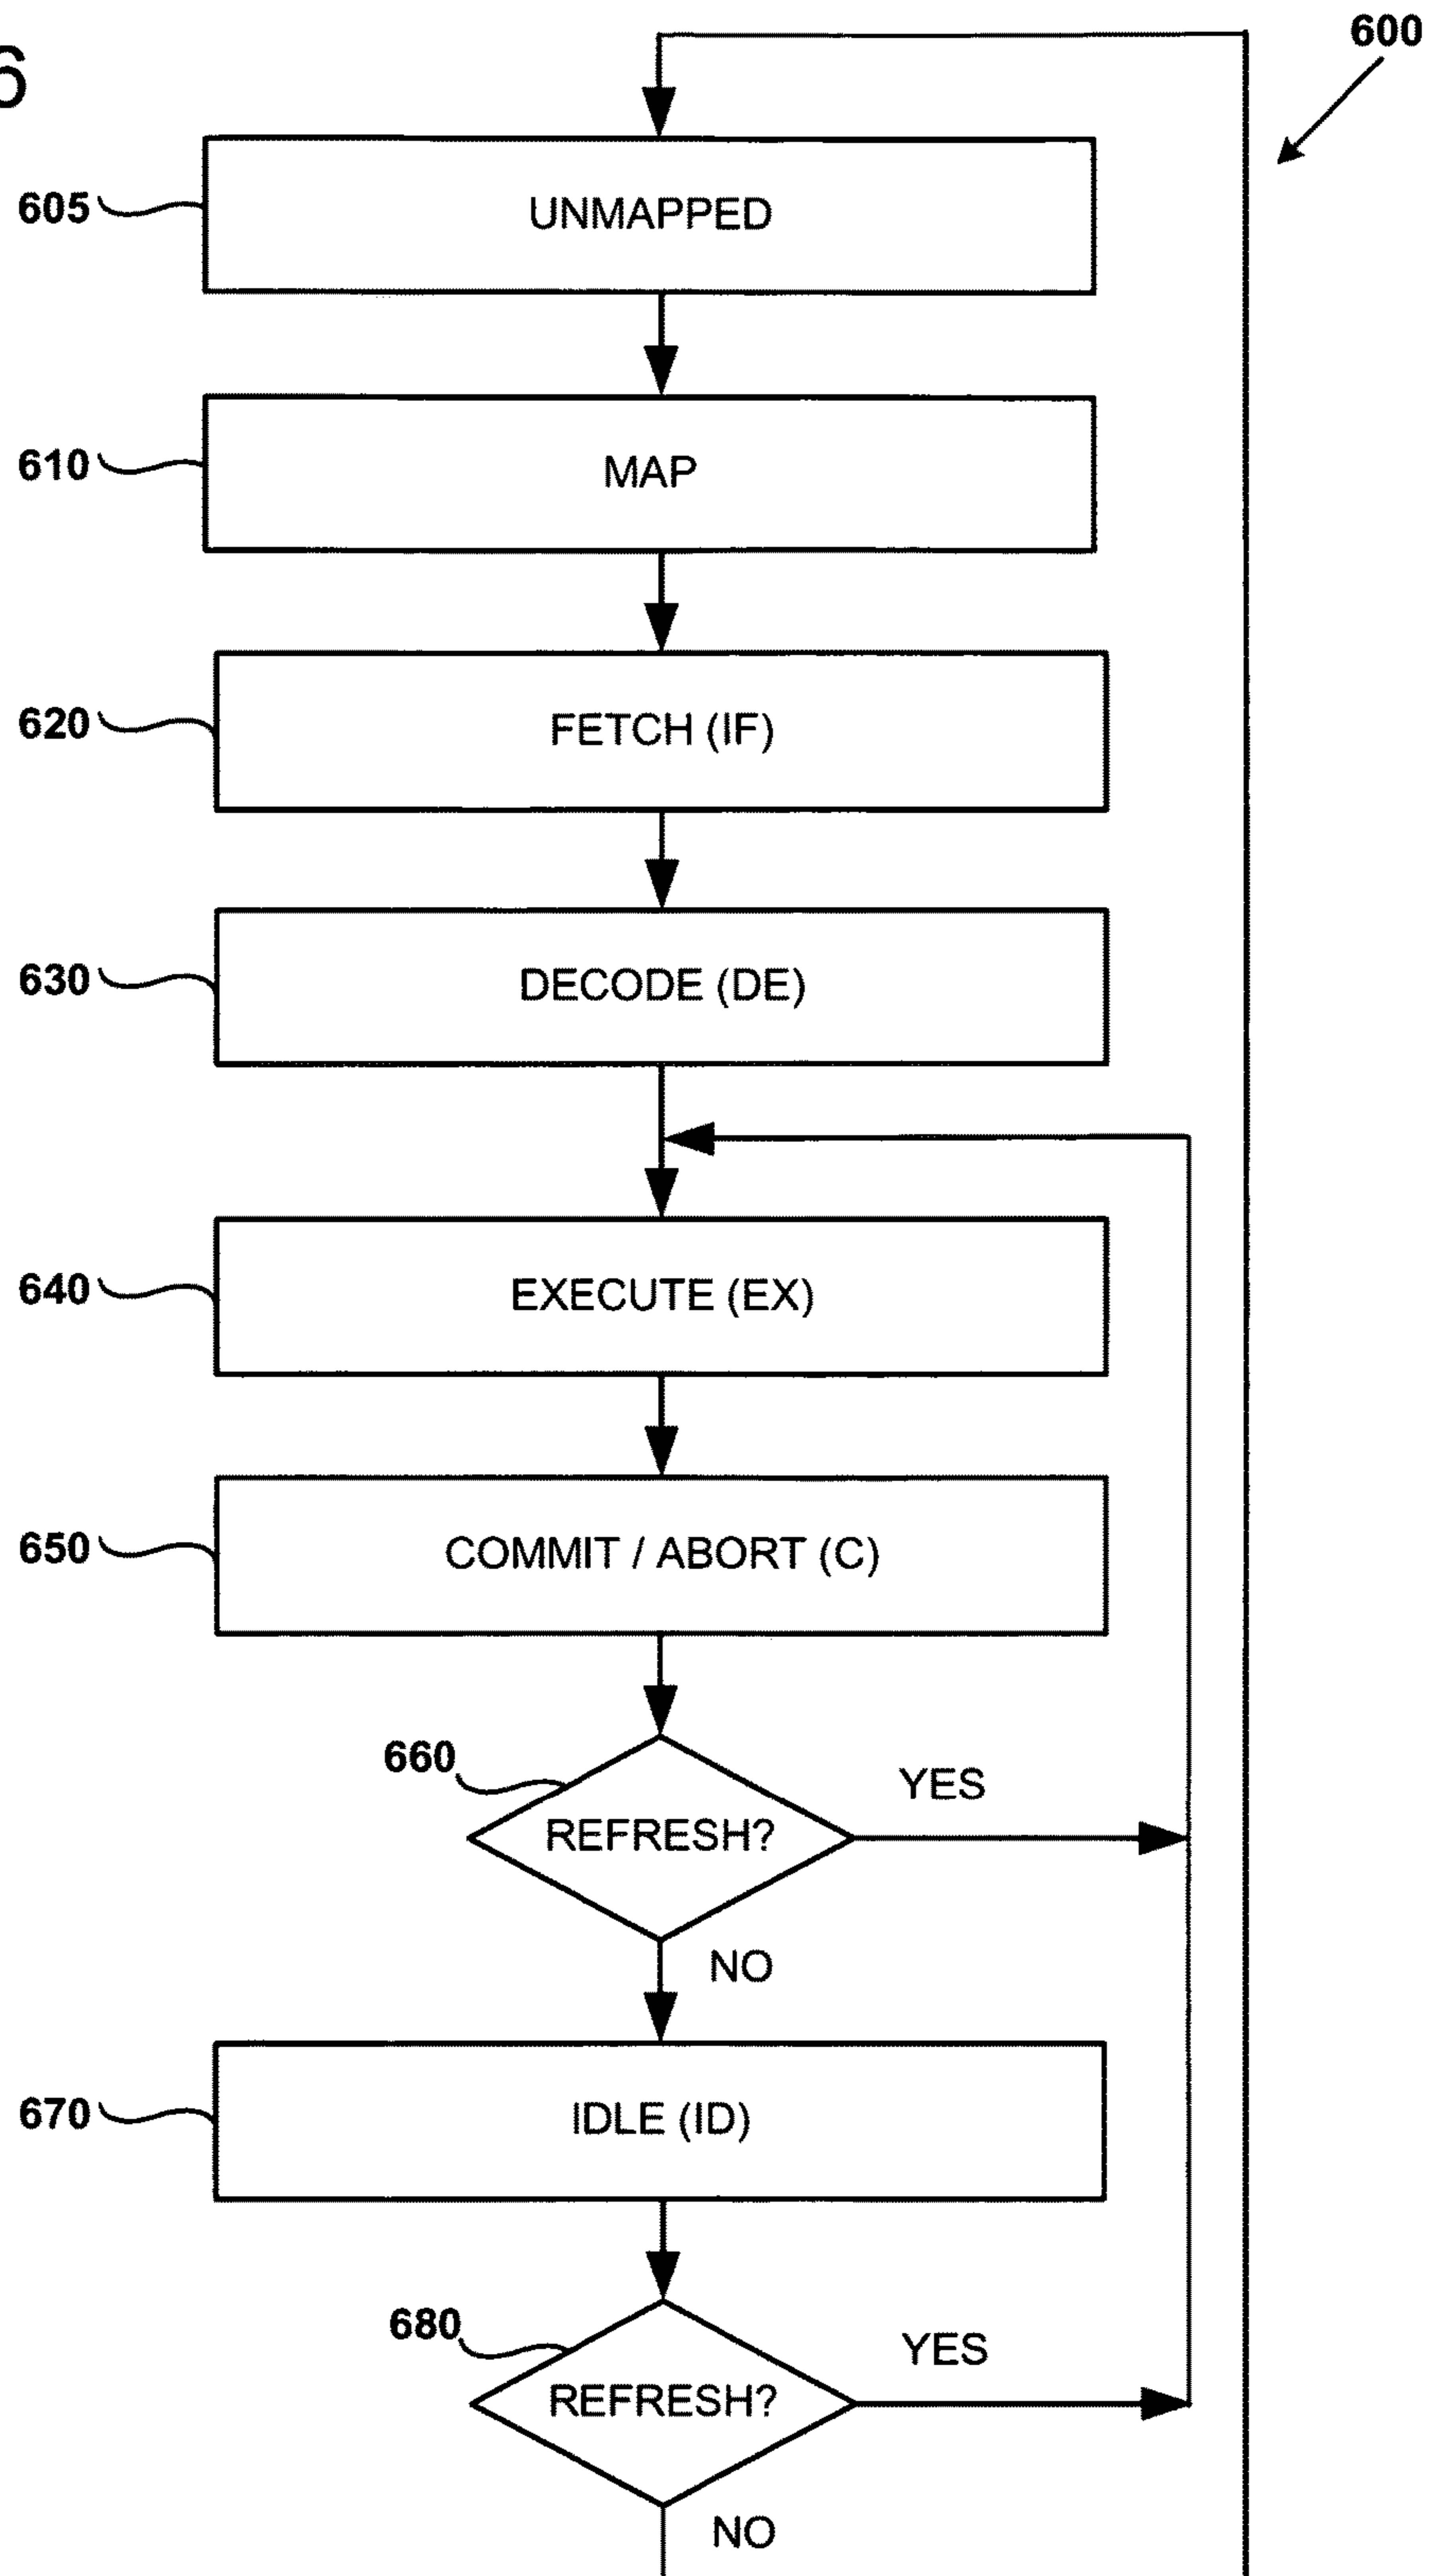 6
600
605
UNMAPPED
610
MAP
620
FETCH (IF)
630
DECODE (DE)
640
EXECUTE (EX)
650
COMMIT / ABORT (C)
660
REFRESH?
YES
NO
670
IDLE (ID)
680
REFRESH?
YES
NO